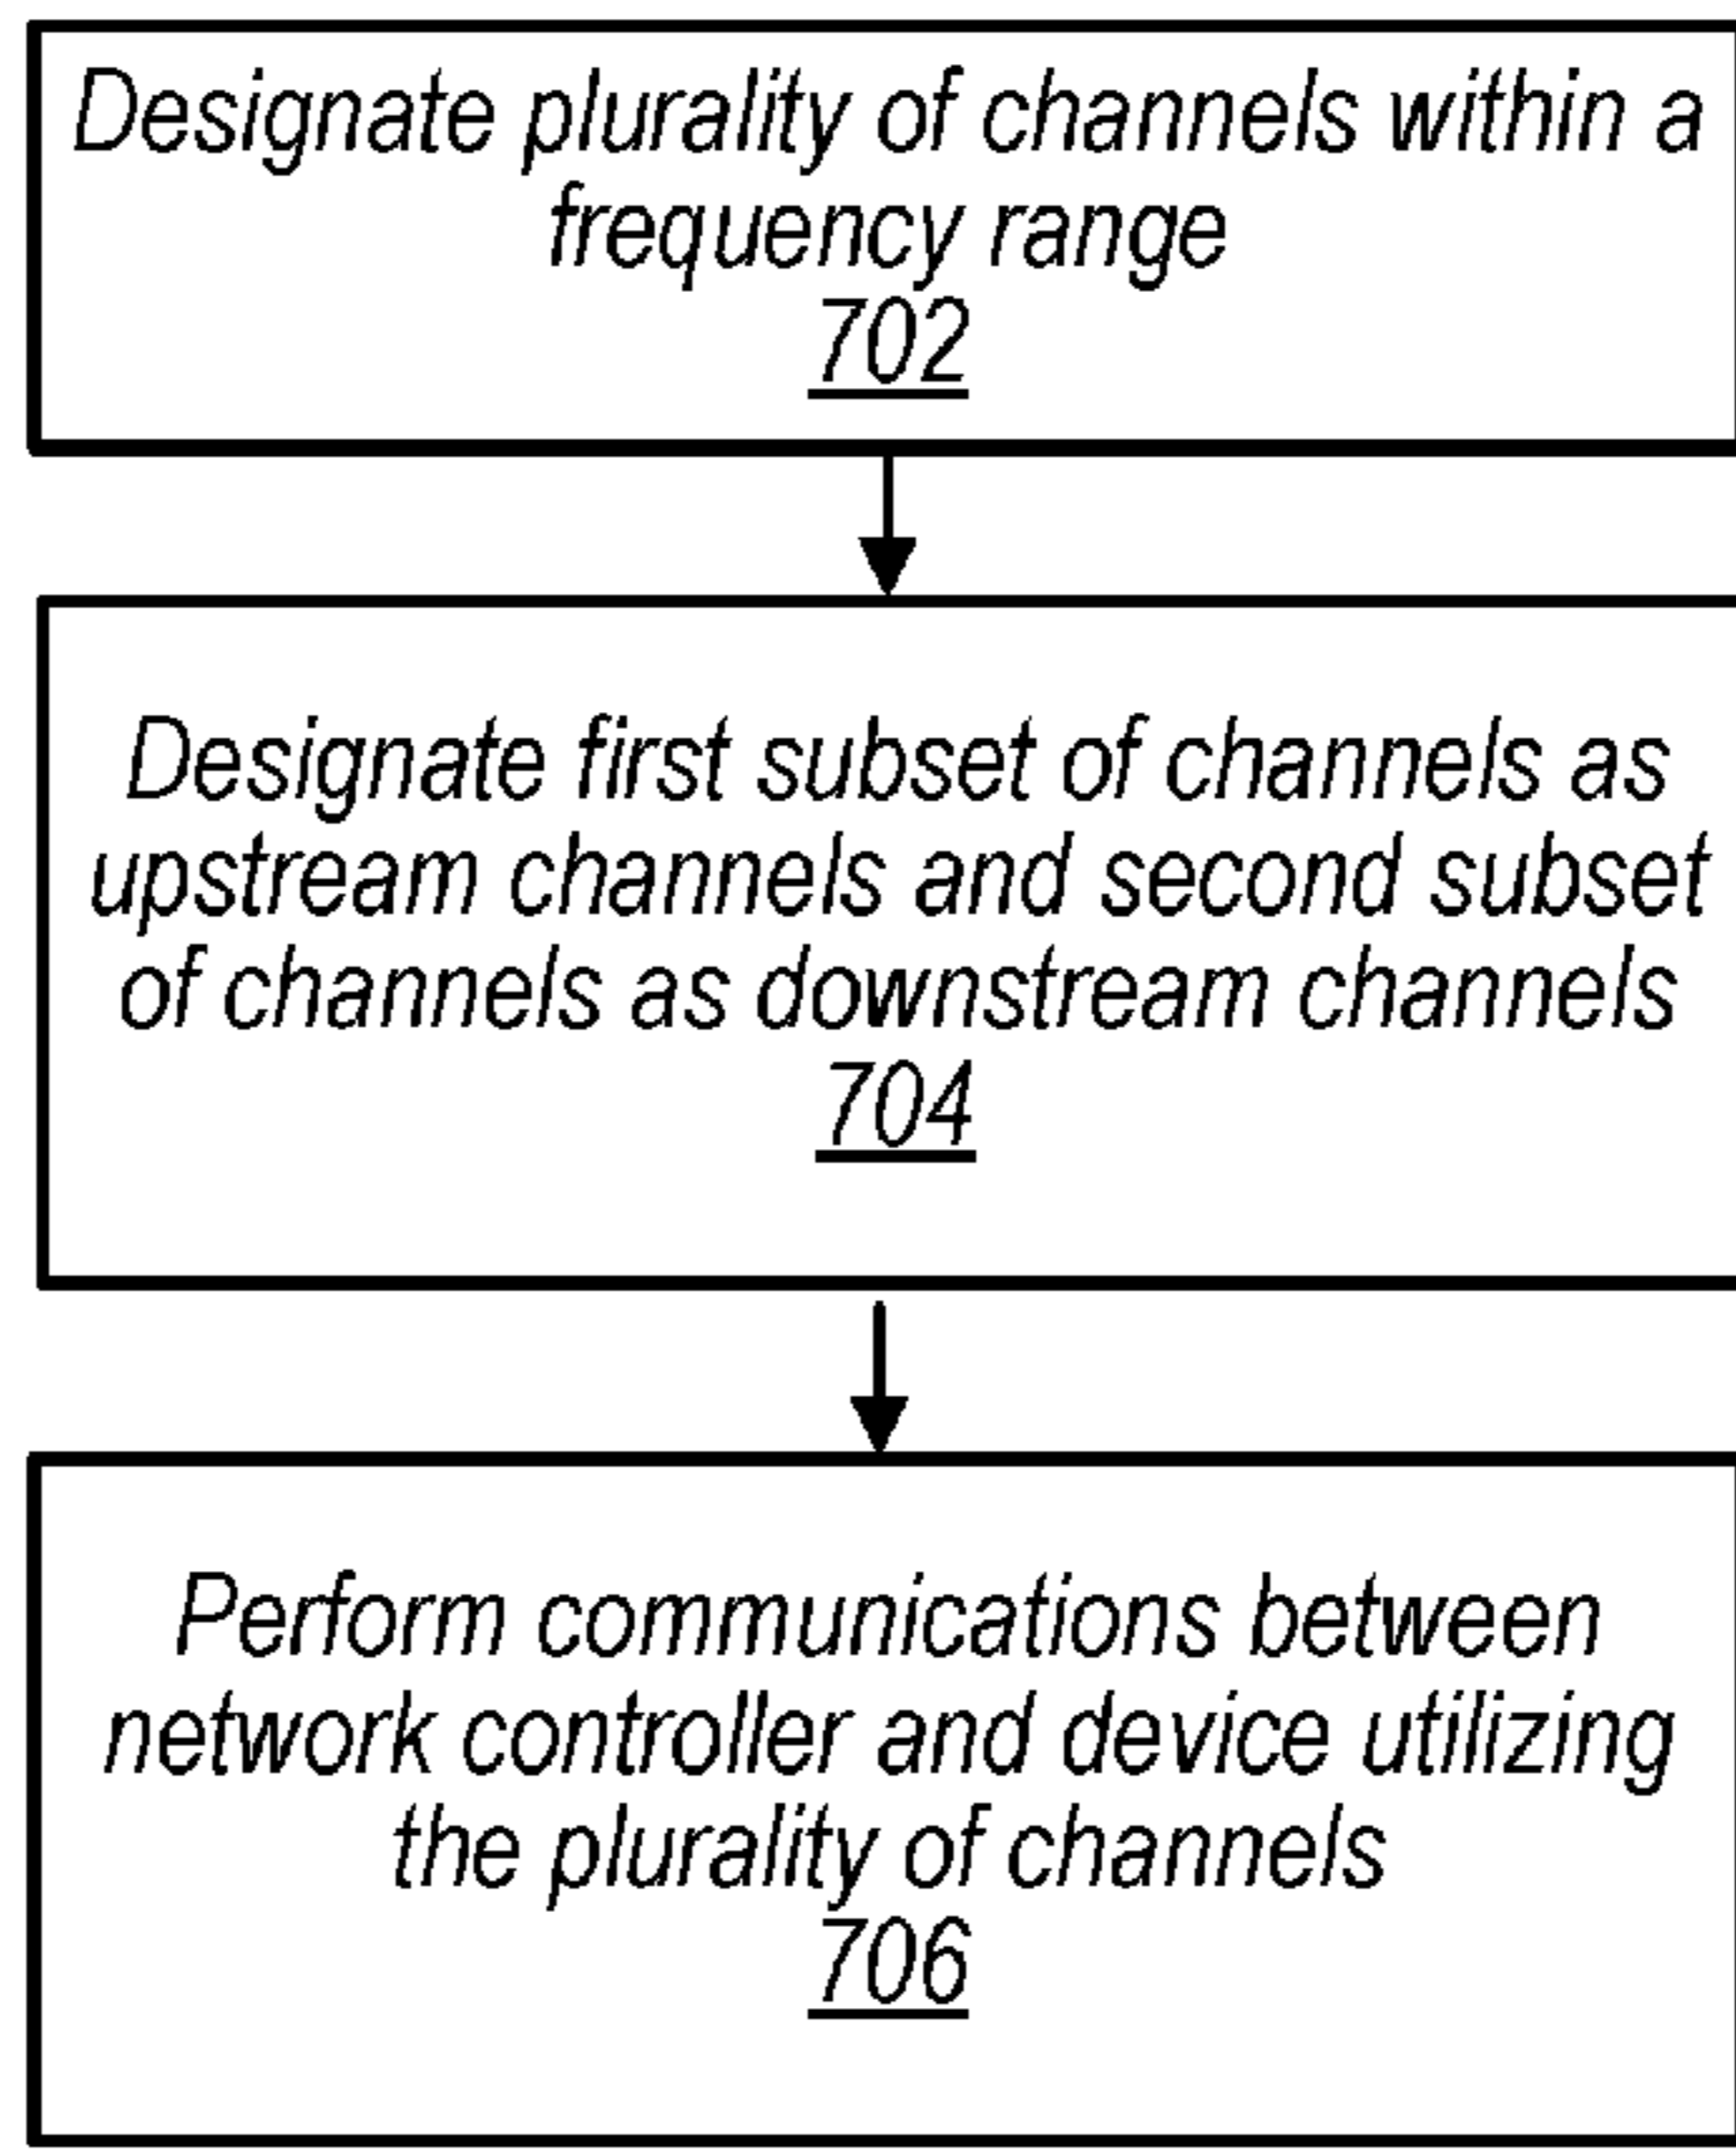 Designate plurality of channels within a
frequency range
702
Designate first subset of channels as
upstream channels and second subset
of channels as downstream channels
704
Perform communications between
network controller and device utilizing
the plurality of channels
706